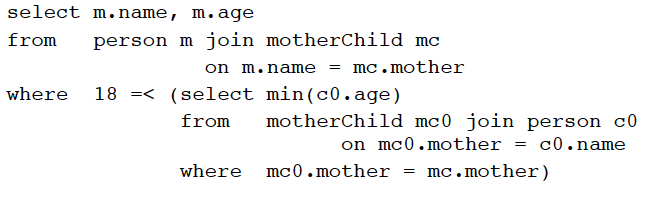 select m.name, m.age
from person m join motherChild mc
on m.name = mc.mother
where 18 =< (select min(c0.age)
from motherChild mc0 join person c0
on mc0.mother = c0.name
where mc0.mother = mc.mother)